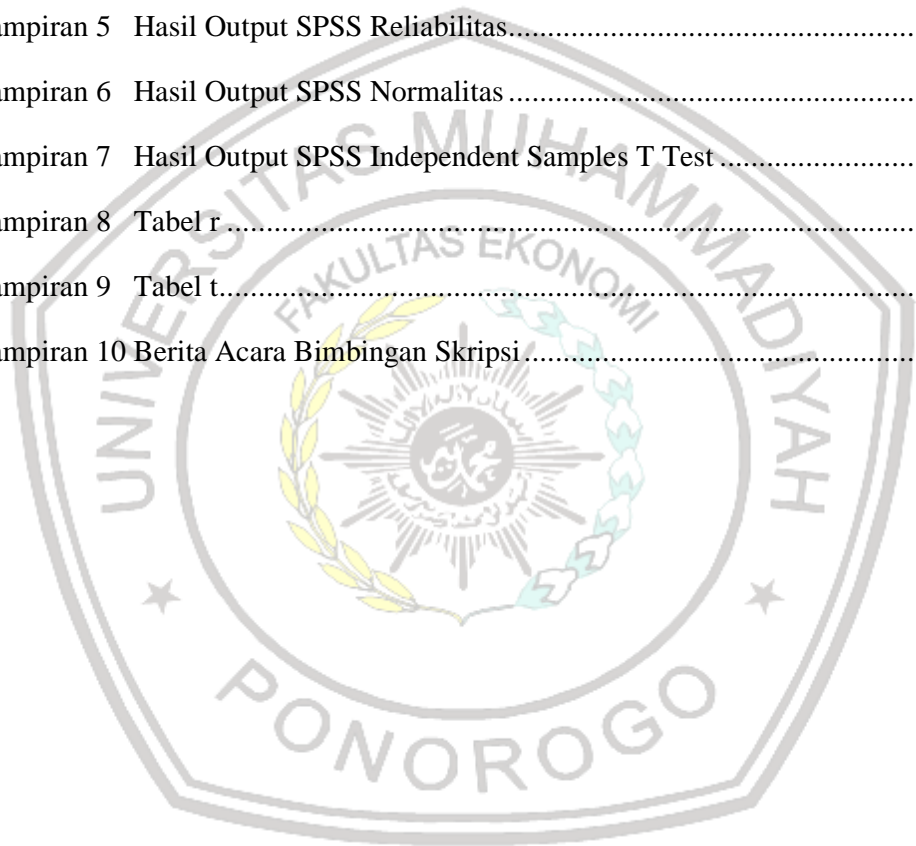 ampiran 5 Hasil Output SPSS Reliabilitas....................................................
ampiran 6 Hasil Output SPSS Normalitas....................................................
ampiran 7 Hasil Output SPSS Independent Samples T Test.........................
ampiran 8 Tabel r.......................................................................................
ampiran 9 Tabel t........................................................................................
ampiran 10 Berita Acara Bimbingan Skripsi..................................................
UNIVERSITAS MUHAMMADIYAH
FAKULTAS EKONOMI
PONOROGO